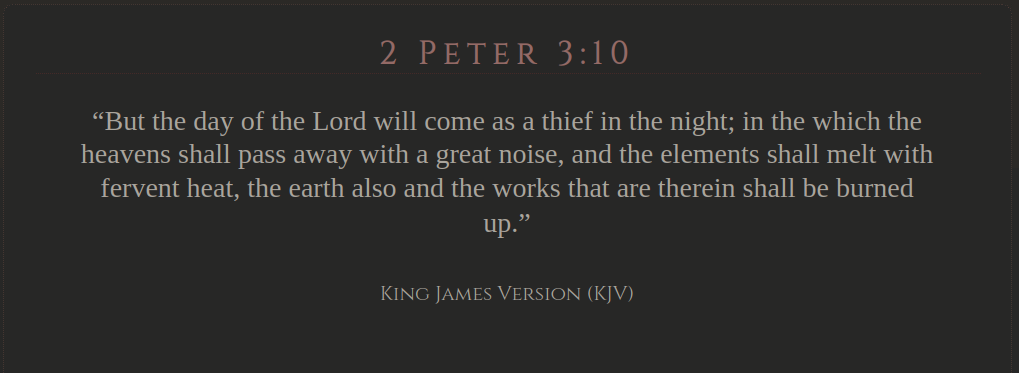 2 Peter 3:10
“But the day of the Lord will come as a thief in the night; in the which the
heavens shall pass away with a great noise, and the elements shall melt with
fervent heat, the earth also and the works that are therein shall be burned
up.”
King James Version (KJV)